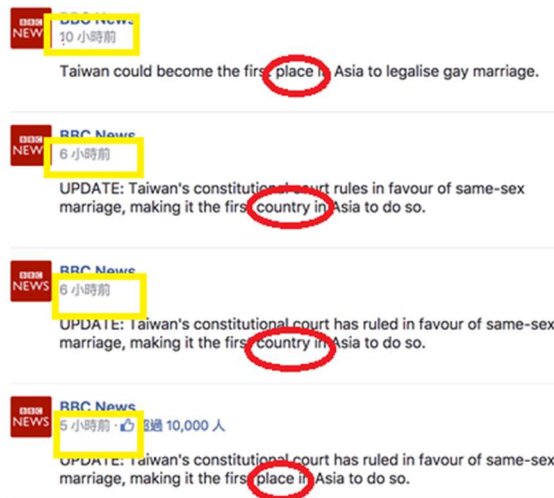 BBC
NEWS
BBC News
10 小時前
Taiwan could become the first place in Asia to legalise gay marriage.
BBC
NEWS
BBC News
6 小時前
UPDATE: Taiwan's constitutional court rules in favour of same-sex
marriage, making it the first country in Asia to do so.
BBC
NEWS
BBC News
6 小時前
UPDATE: Taiwan's constitutional court has ruled in favour of same-sex
marriage, making it the first country in Asia to do so.
BBC
NEWS
BBC News
5 小時前 · 超過 10,000 人
UPDATE: Taiwan's constitutional court has ruled in favour of same-sex
marriage, making it the first place in Asia to do so.